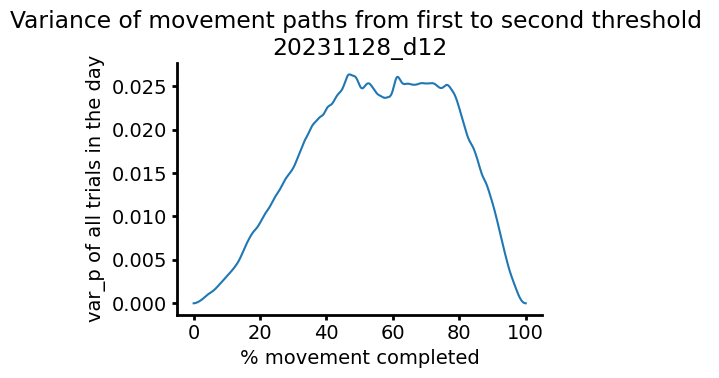 Variance of movement paths from first to second threshold
20231128_d12
var_p of all trials in the day
0.025
0.020
0.015
0.010
0.005
0.000
0 20 40 60 80 100
% movement completed